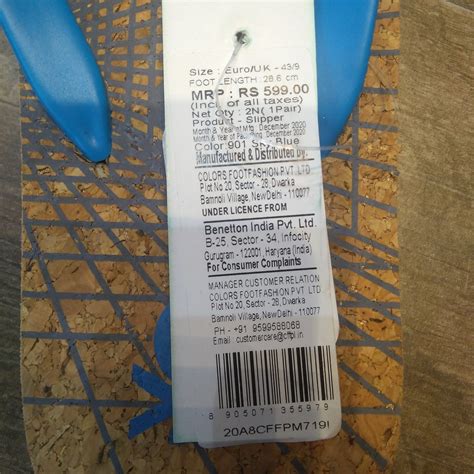 Size : Euro/UK - 43/9
FOOT LENGTH : 28.6 cm
MRP : RS 599.00
(Incl. of all taxes)
Net Qty : 2N( 1Pair)
Product - Slipper
Month & Year of Mfg. December 2020
Month & Year of Packing December 2020
Color 901 Sky Blue
Manufactured & Distributed by:
COLORS FOOTFASHION PVT. LTD
Plot No 20, Sector - 28, Dwarka
Bamnoli Village, NewDelhi - 110077
UNDER LICENCE FROM
Benetton India Pvt. Ltd.
B-25, Sector - 34, Infocity
Gurugram - 122001, Haryana (India)
For Consumer Complaints
MANAGER CUSTOMER RELATION
COLORS FOOTFASHION PVT. LTD
Plot No 20, Sector - 28, Dwarka
Bamnoli Village, NewDelhi - 110077
PH - +91 9599588068
Email : customercare@cffpl.in
8 905071 355979
20A8CFFPM719I